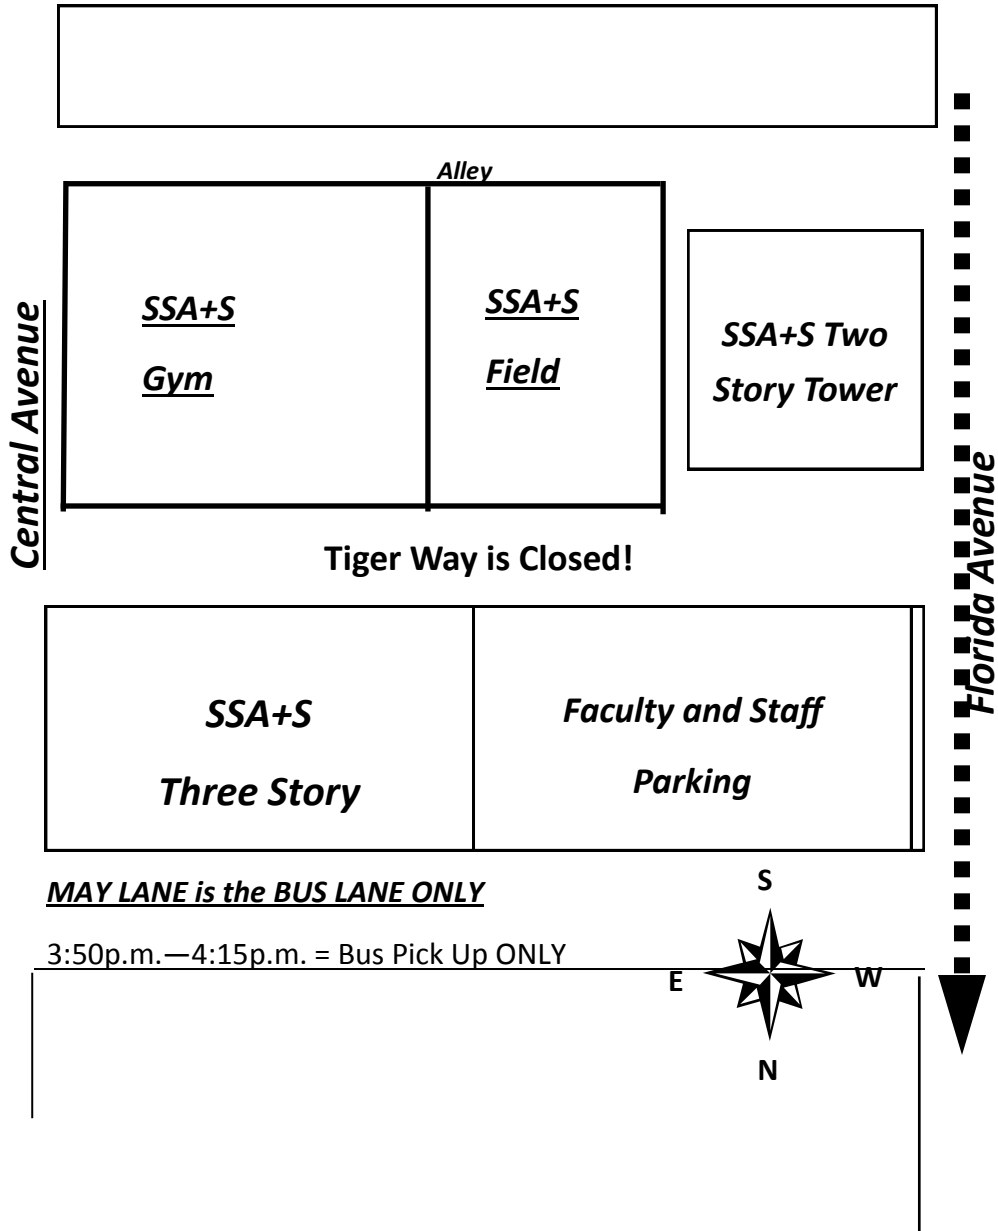 Alley
SSA+S
Gym
SSA+S
Field
SSA+S Two
Story Tower
Central Avenue
Florida Avenue
Tiger Way is Closed!
SSA+S
Three Story
Faculty and Staff
Parking
MAY LANE is the BUS LANE ONLY
3:50p.m.—4:15p.m. = Bus Pick Up ONLY
S
E
W
N